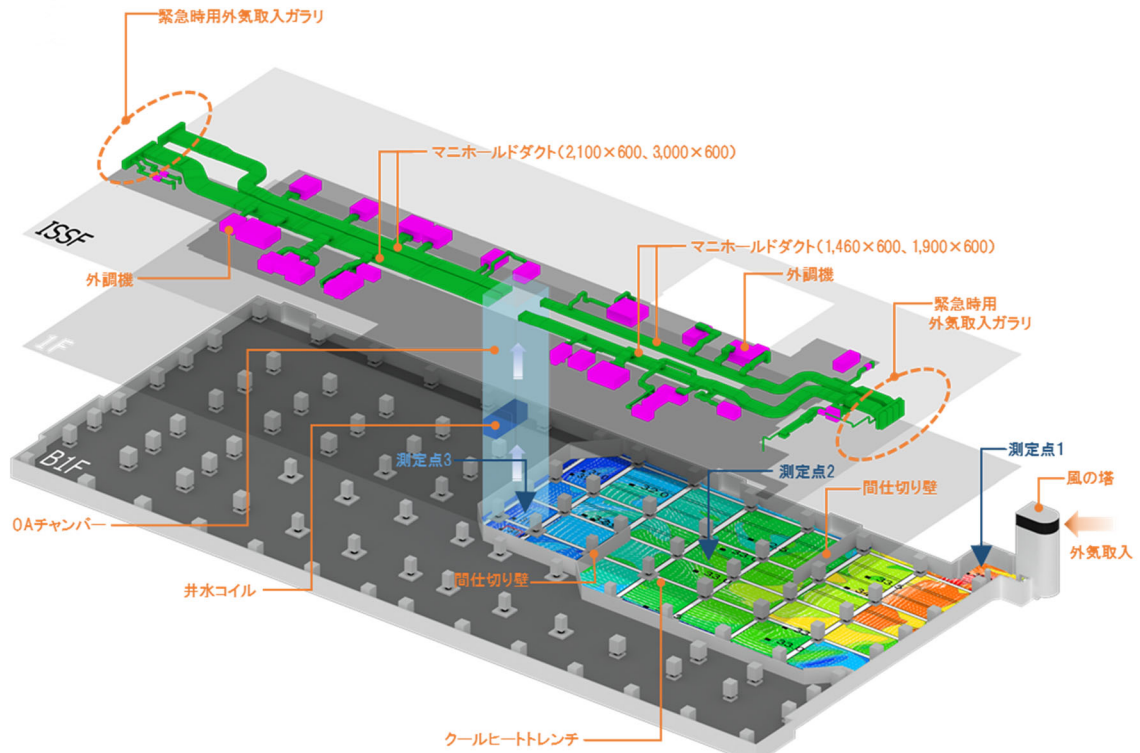 緊急時用外気取入ガラリ
マニホールドダクト(2,100×600、3,000×600)
ISSF
マニホールドダクト(1,460×600、1,900×600)
外調機
外調機
緊急時用
外気取入ガラリ
1F
測定点1
測定点3
測定点2
B1F
間仕切り壁
風の塔
OAチャンバー
外気取入
間仕切り壁
井水コイル
クールヒートトレンチ